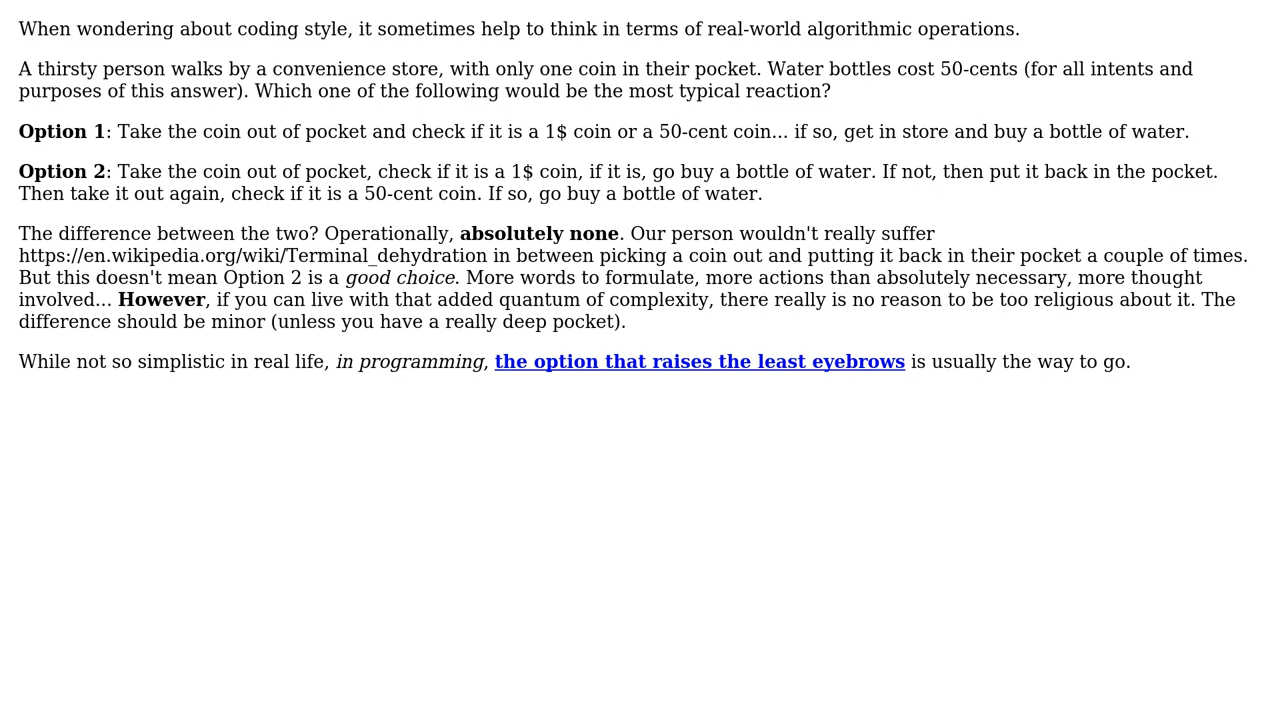 When wondering about coding style, it sometimes help to think in terms of real-world algorithmic operations.
A thirsty person walks by a convenience store, with only one coin in their pocket. Water bottles cost 50-cents (for all intents and
purposes of this answer). Which one of the following would be the most typical reaction?
Option 1: Take the coin out of pocket and check if it is a 1$ coin or a 50-cent coin... if so, get in store and buy a bottle of water.
Option 2: Take the coin out of pocket, check if it is a 1$ coin, if it is, go buy a bottle of water. If not, then put it back in the pocket.
Then take it out again, check if it is a 50-cent coin. If so, go buy a bottle of water.
The difference between the two? Operationally, absolutely none. Our person wouldn't really suffer
https://en.wikipedia.org/wiki/Terminal_dehydration in between picking a coin out and putting it back in their pocket a couple of times.
But this doesn't mean Option 2 is a good choice. More words to formulate, more actions than absolutely necessary, more thought
involved... However, if you can live with that added quantum of complexity, there really is no reason to be too religious about it. The
difference should be minor (unless you have a really deep pocket).
While not so simplistic in real life, in programming, the option that raises the least eyebrows is usually the way to go.